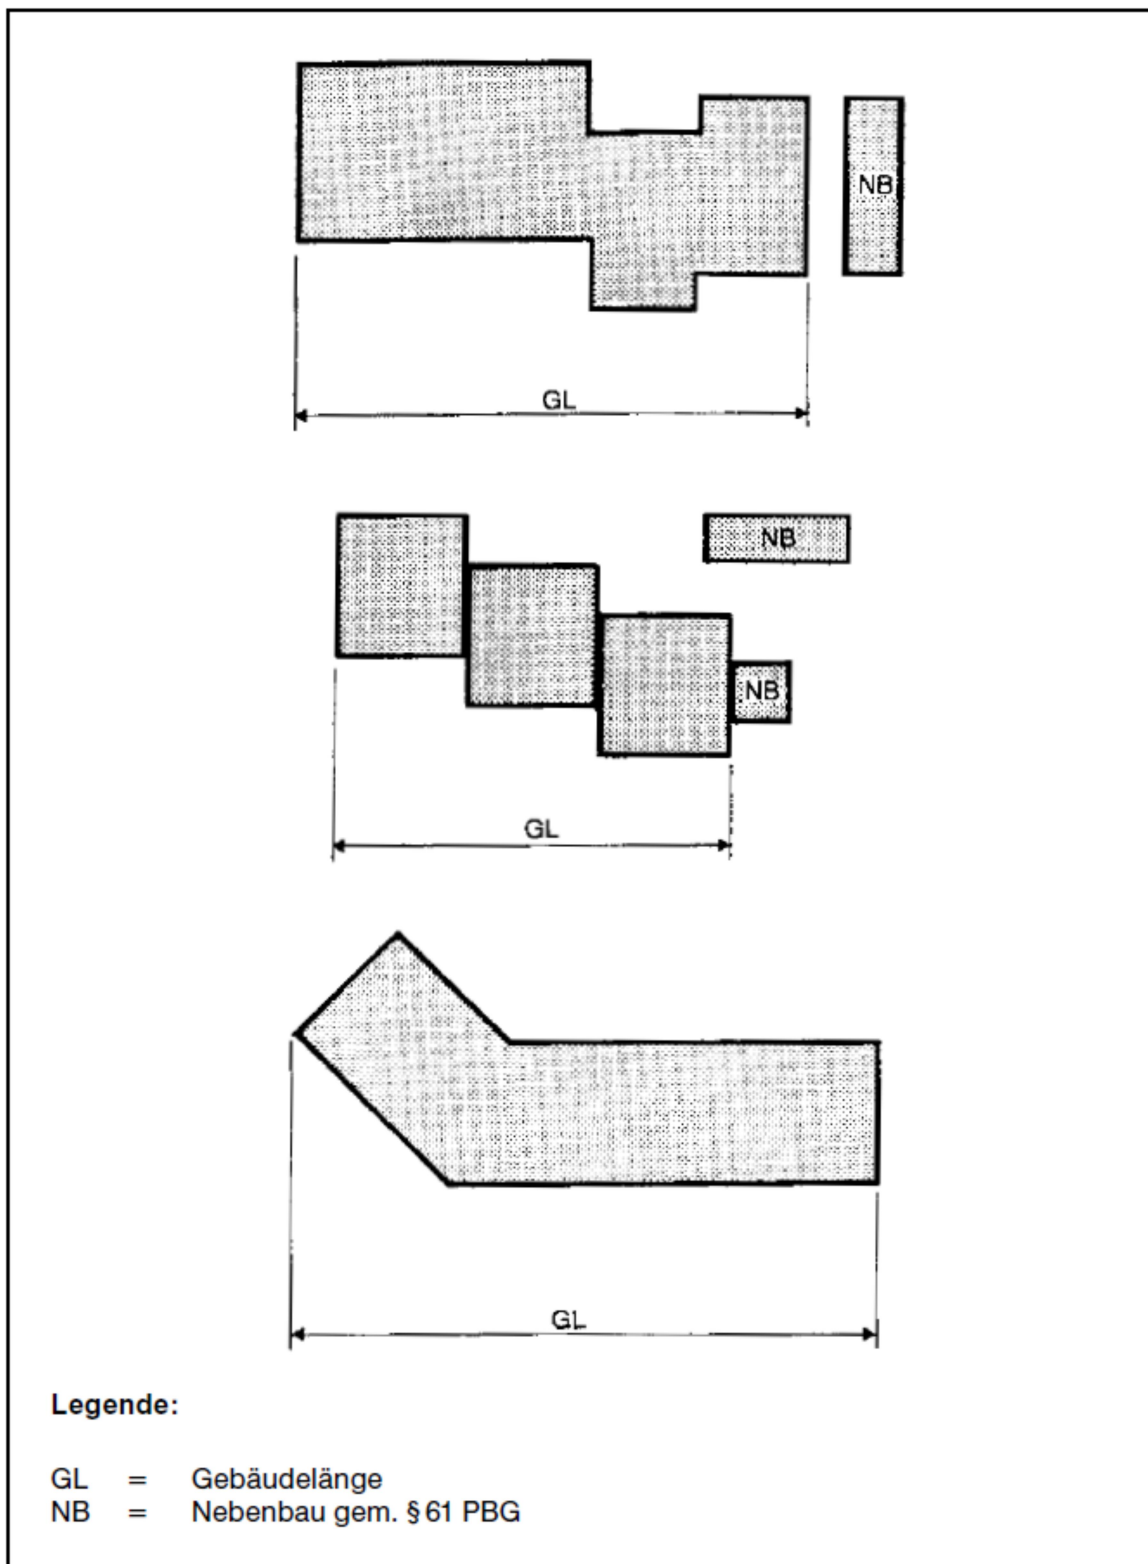 NB
GL
NB
NB
GL
GL
Legende:
GL = Gebäudelänge
NB = Nebenbau gem. § 61 PBG